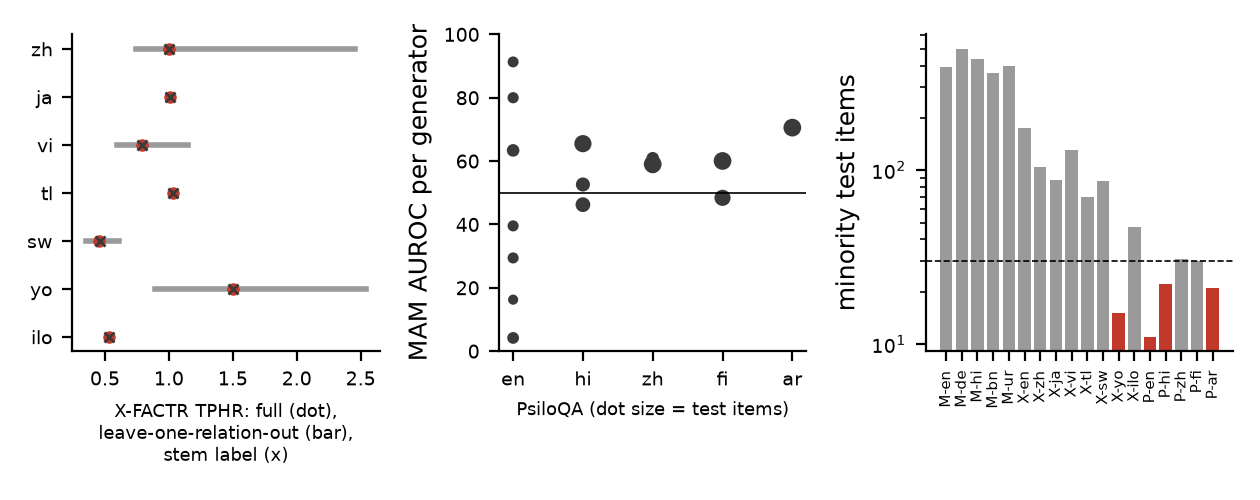 zh
ja
vi
tl
sw
yo
ilo
0.5 1.0 1.5 2.0 2.5
X-FACTR TPHR: full (dot),
leave-one-relation-out (bar),
stem label (x)
MAM AUROC per generator
100
80
60
40
20
0
en hi zh fi ar
PsiloQA (dot size = test items)
minority test items
10²
10¹
M-en
M-de
M-hi
M-bn
M-ur
X-en
X-zh
X-ja
X-vi
X-tl
X-sw
X-yo
X-ilo
P-en
P-hi
P-zh
P-fi
P-ar